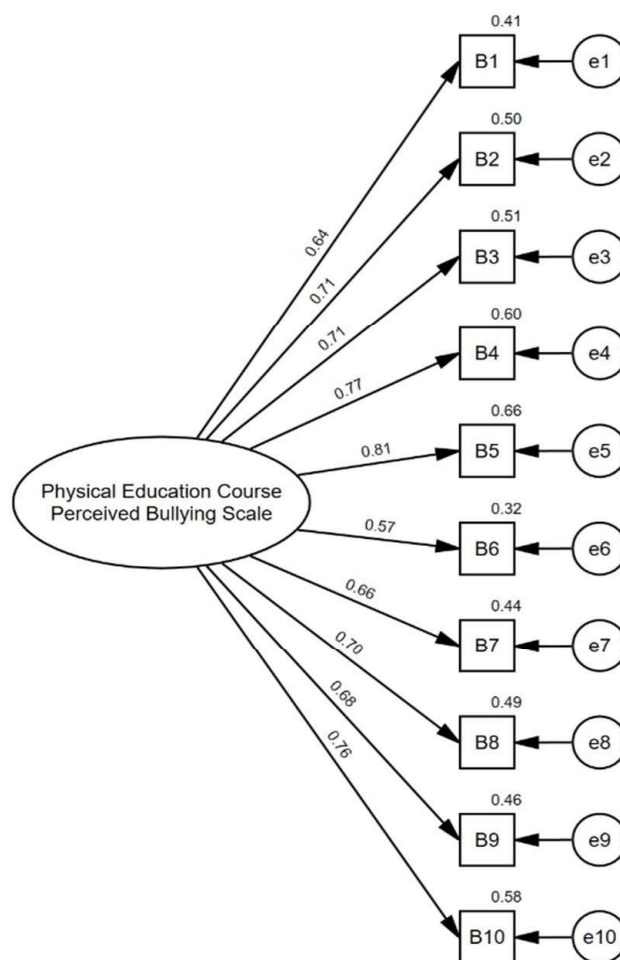 0.41
B1
e1
0.50
B2
e2
0.51
B3
e3
0.60
B4
e4
0.66
B5
e5
0.32
B6
e6
0.44
B7
e7
0.49
B8
e8
0.46
B9
e9
0.58
B10
e10
0.64
0.71
0.71
0.77
0.81
0.57
0.66
0.70
0.68
0.76
Physical Education Course
Perceived Bullying Scale